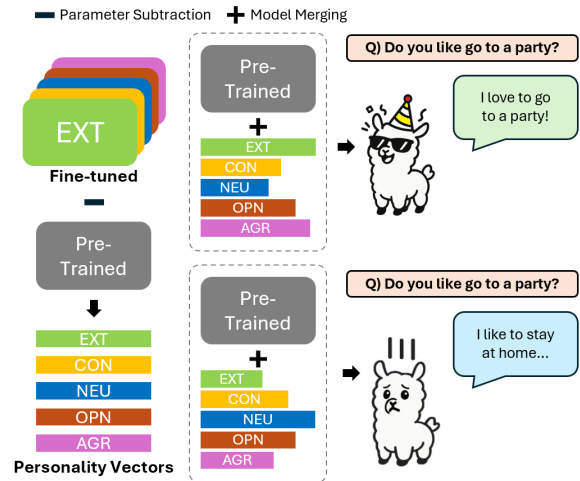 Parameter Subtraction
Model Merging
EXT
Fine-tuned
Pre-
Trained
EXT
CON
NEU
OPN
AGR
Personality Vectors
Pre-
Trained
EXT
CON
NEU
OPN
AGR
Q) Do you like go to a party?
I love to go
to a party!
Pre-
Trained
EXT
CON
NEU
OPN
AGR
Q) Do you like go to a party?
I like to stay
at home...